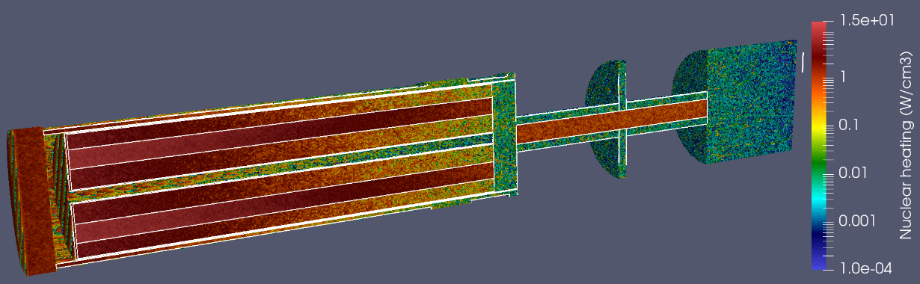 1.5e+01
1
0.1
0.01
0.001
1.0e-04
Nuclear heating (W/cm3)